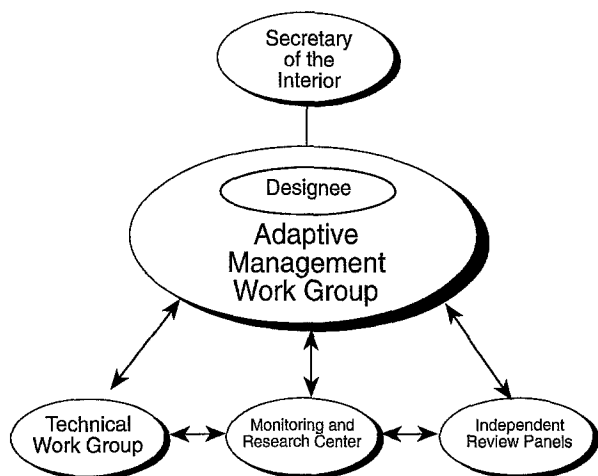 Secretary
of the
Interior
Designee
Adaptive
Management
Work Group
Technical
Work Group
Monitoring and
Research Center
Independent
Review Panels